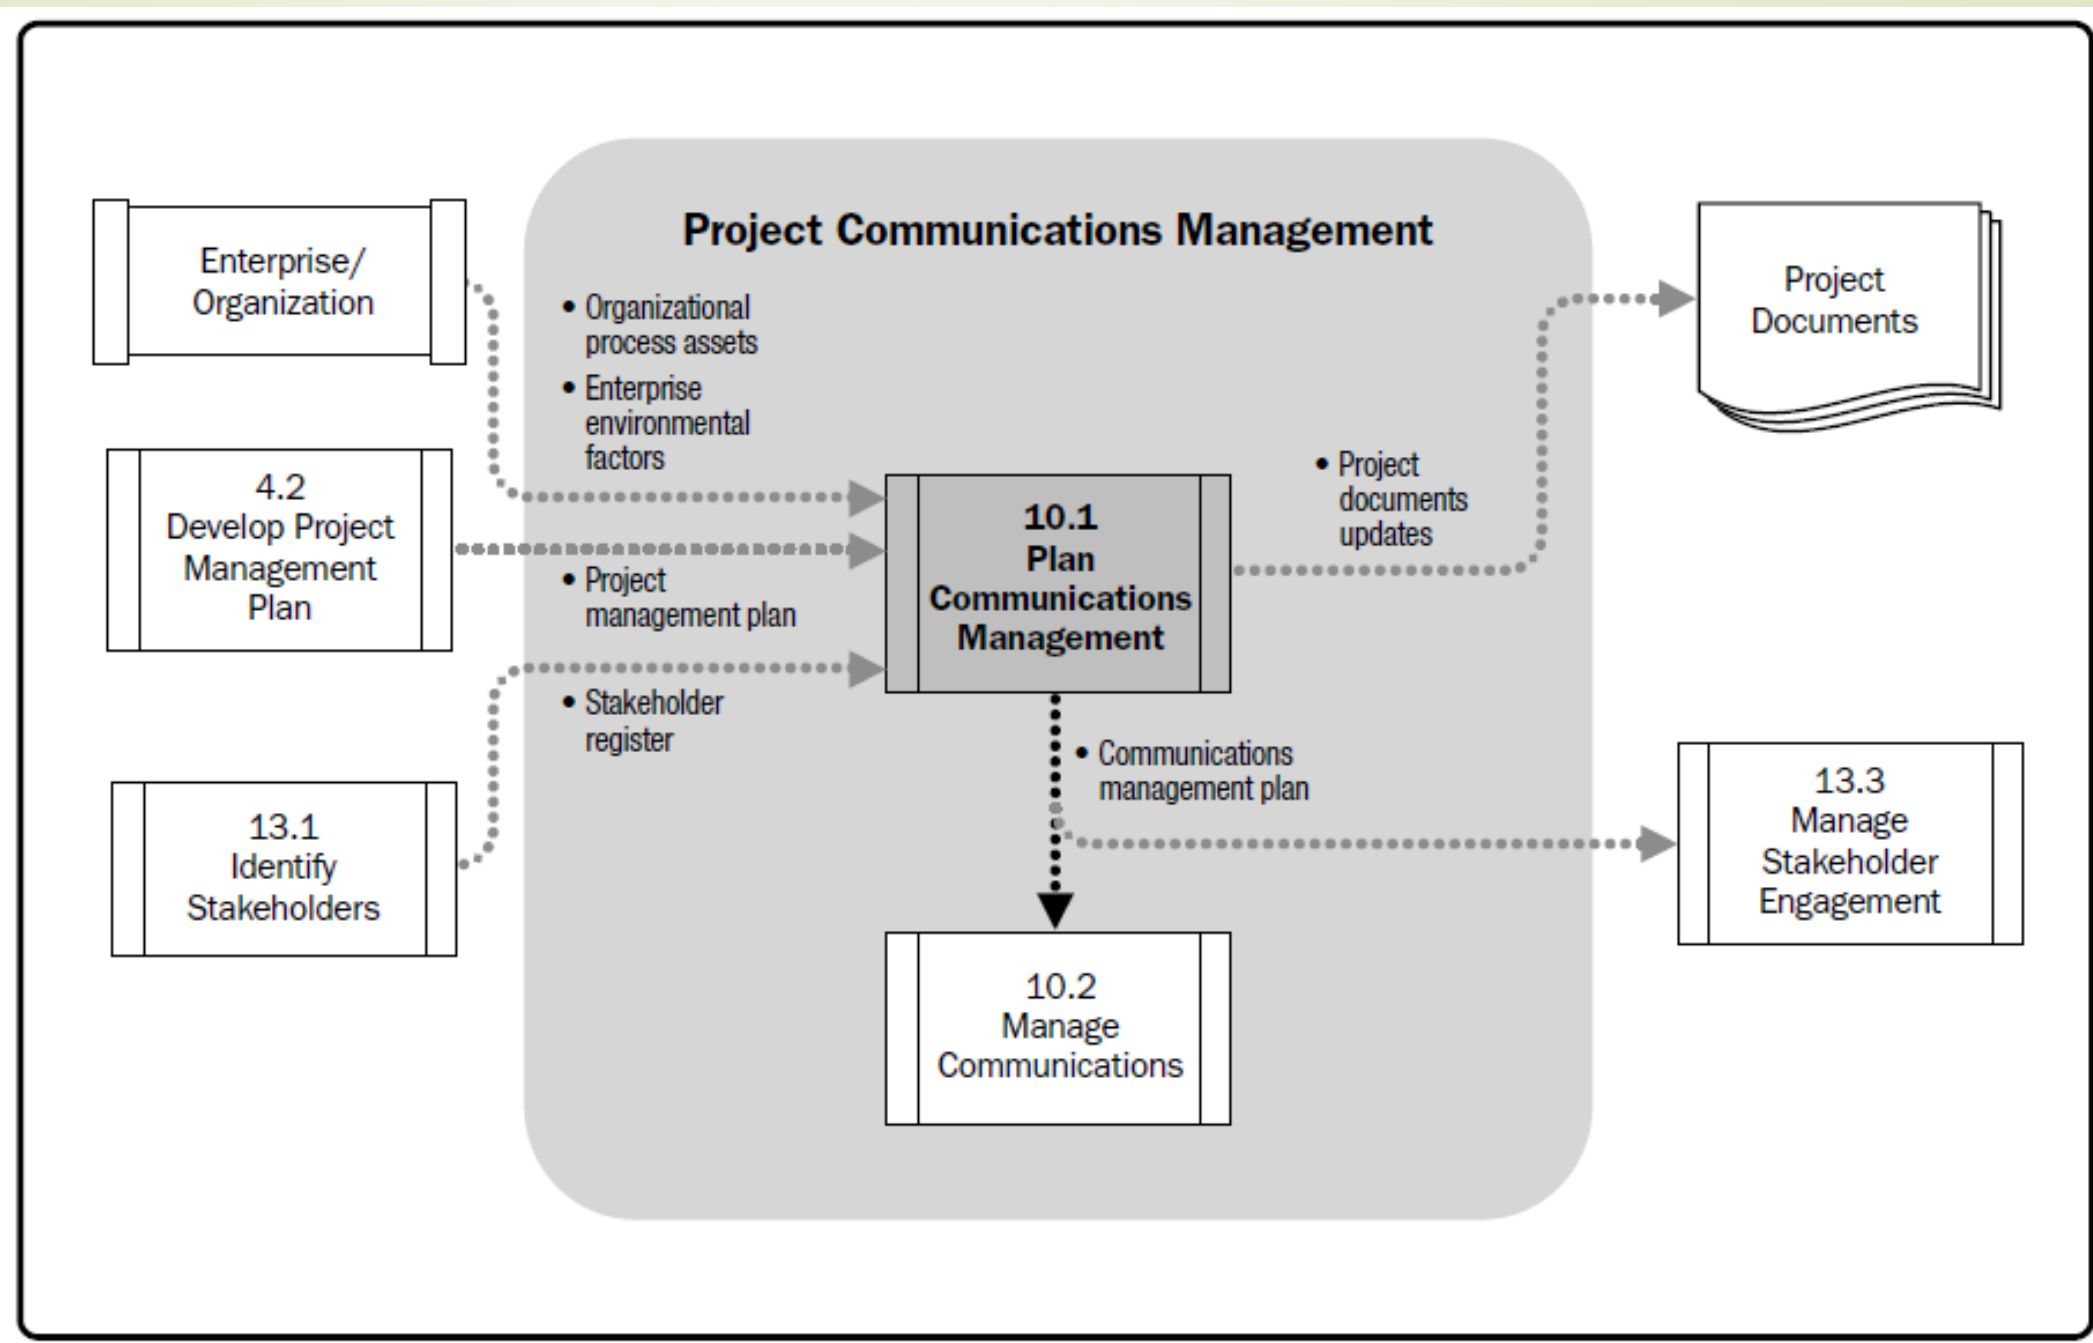 Project Communications Management
Enterprise/
Organization
• Organizational
process assets
• Enterprise
environmental
factors
4.2
Develop Project
Management
Plan
• Project
management plan
13.1
Identify
Stakeholders
• Stakeholder
register
10.1
Plan
Communications
Management
• Project
documents
updates
Project
Documents
• Communications
management plan
10.2
Manage
Communications
13.3
Manage
Stakeholder
Engagement